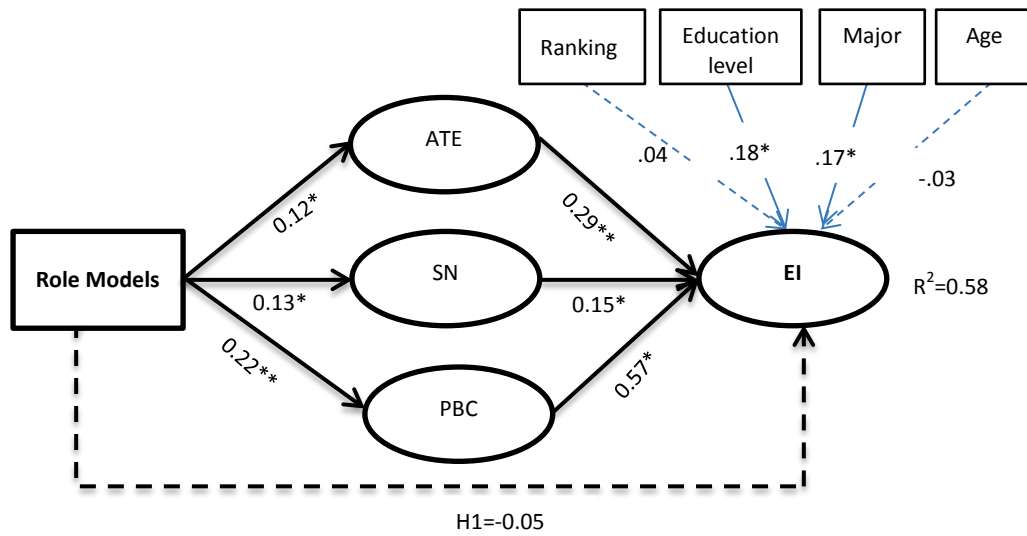 Ranking
Education
level
Major
Age
ATE
.04
.18*
.17*
-.03
0.12*
0.29**
Role Models
SN
EI
R²=0.58
0.13*
0.15*
0.22**
0.57*
PBC
H1=-0.05